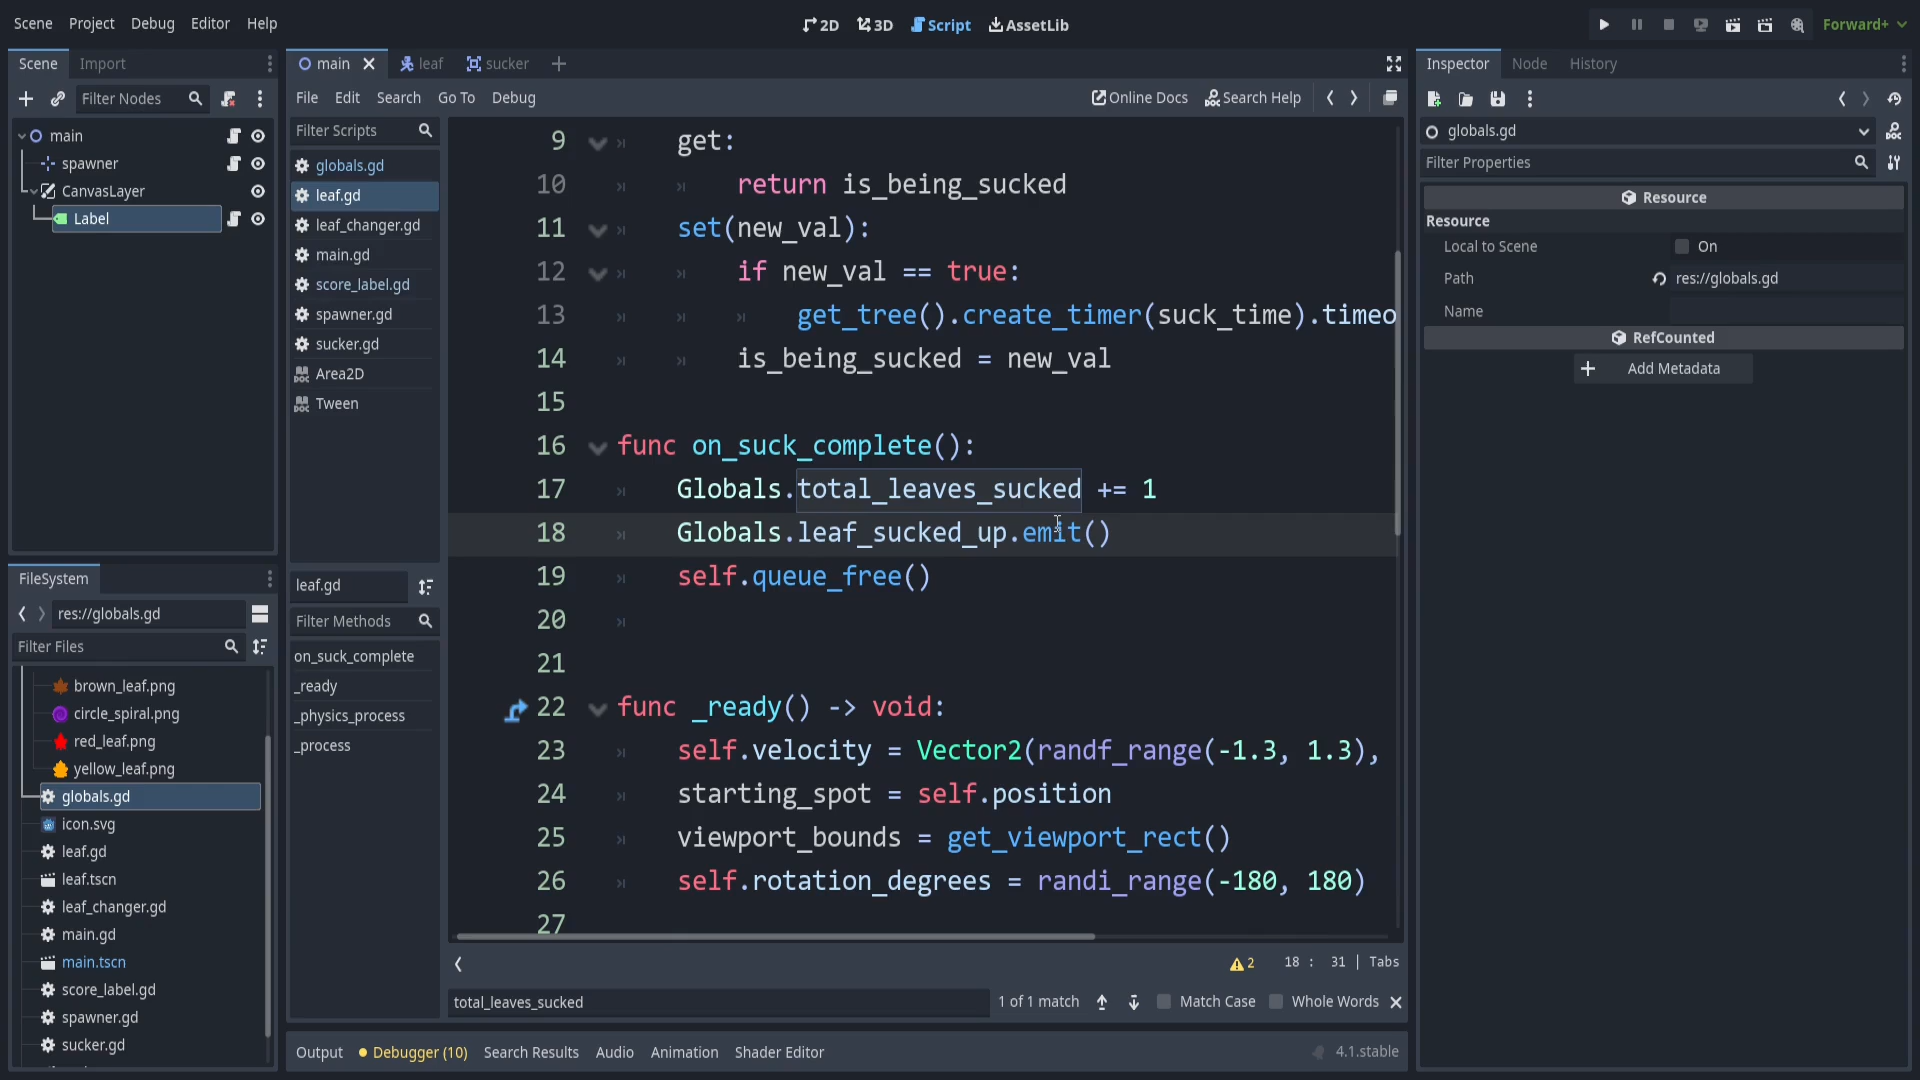 Scene Project Debug Editor Help
2D 3D Script AssetLib
Forward+
Scene Import
Filter Nodes
main
spawner
CanvasLayer
Label
FileSystem
res://globals.gd
Filter Files
brown_leaf.png
circle_spiral.png
red_leaf.png
yellow_leaf.png
globals.gd
icon.svg
leaf.gd
leaf.tscn
leaf_changer.gd
main.gd
main.tscn
score_label.gd
spawner.gd
sucker.gd
main leaf sucker
File Edit Search Go To Debug
Online Docs Search Help
Filter Scripts
globals.gd
leaf.gd
leaf_changer.gd
main.gd
score_label.gd
spawner.gd
sucker.gd
Area2D
Tween
leaf.gd
Filter Methods
on_suck_complete
_ready
_physics_process
_process
9 get:
10 return is_being_sucked
11 set(new_val):
12 if new_val == true:
13 get_tree().create_timer(suck_time).timeo
14 is_being_sucked = new_val
15
16 func on_suck_complete():
17 Globals.total_leaves_sucked += 1
18 Globals.leaf_sucked_up.emit()
19 self.queue_free()
20
21
22 func _ready() -> void:
23 self.velocity = Vector2(randf_range(-1.3, 1.3),
24 starting_spot = self.position
25 viewport_bounds = get_viewport_rect()
26 self.rotation_degrees = randi_range(-180, 180)
27
2 18 : 31 | Tabs
total_leaves_sucked 1 of 1 match Match Case Whole Words
Output Debugger (10) Search Results Audio Animation Shader Editor 4.1.stable
Inspector Node History
globals.gd
Filter Properties
Resource
Resource
Local to Scene On
Path res://globals.gd
Name
RefCounted
Add Metadata